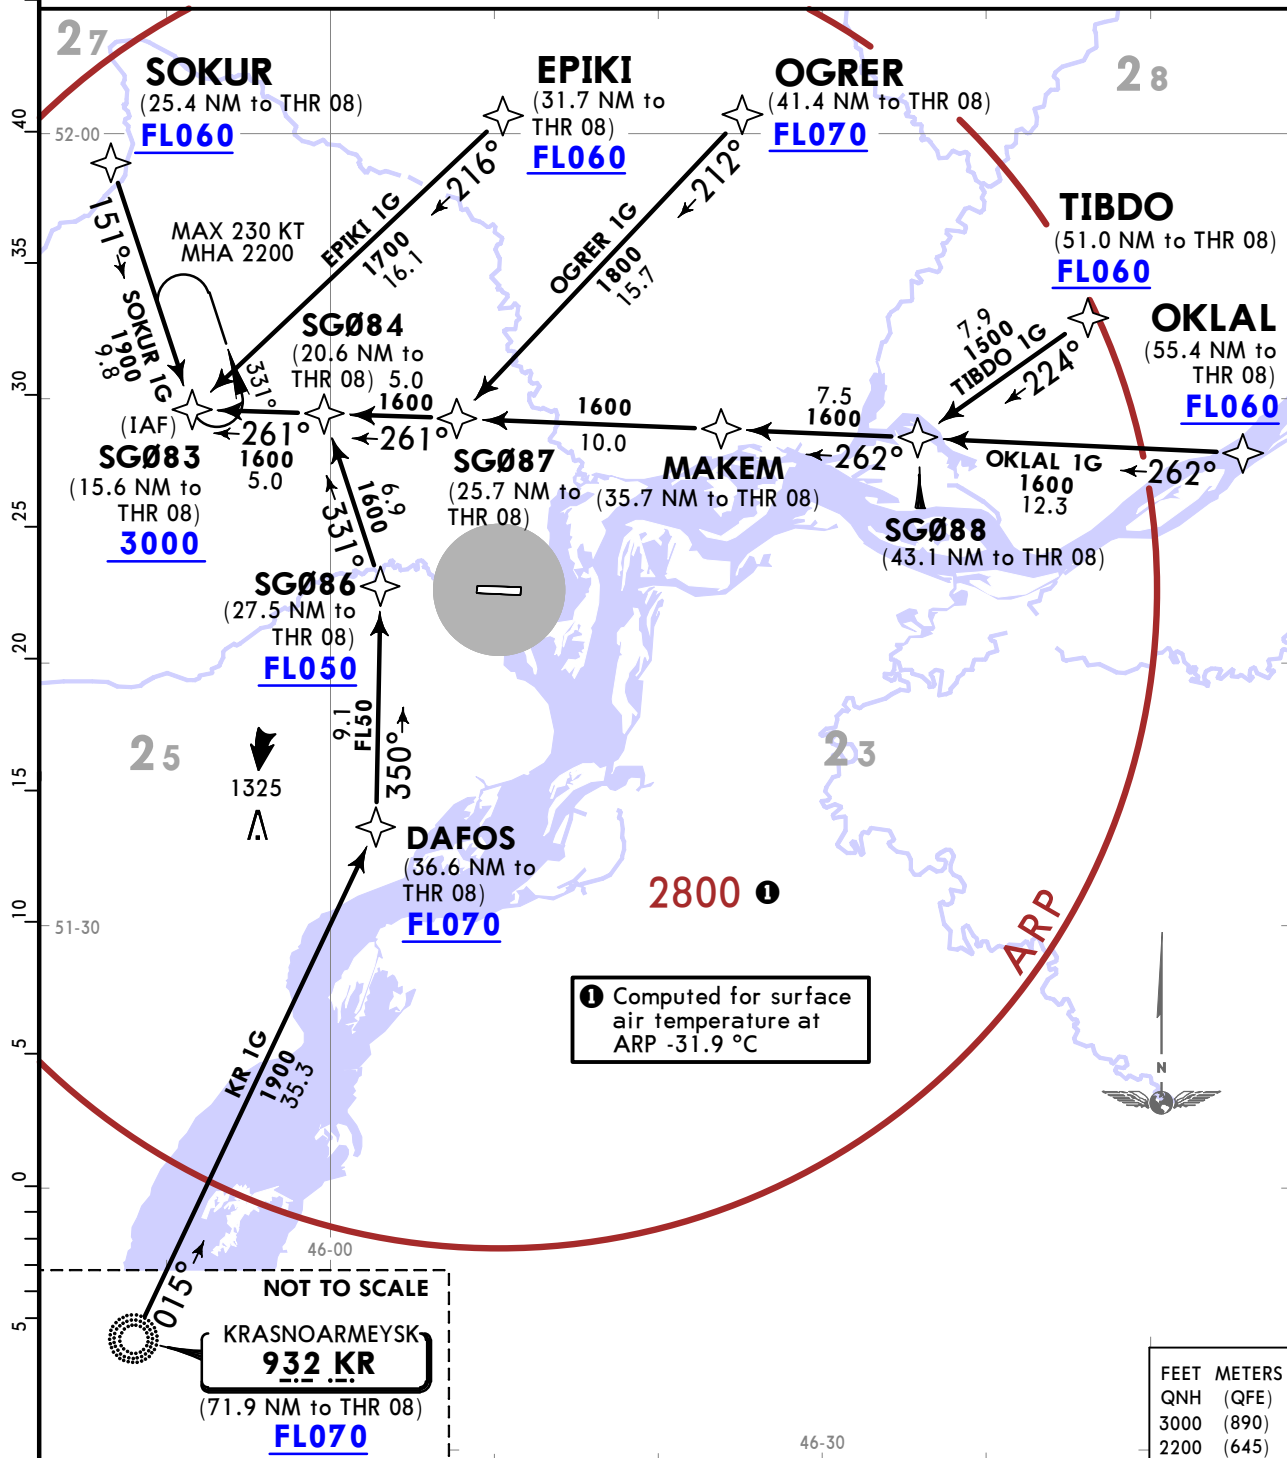 27
28
SOKUR
(25.4 NM to THR 08)
FL060
EPIKI
(31.7 NM to
THR 08)
FL060
OGRER
(41.4 NM to THR 08)
FL070
40
52-00
TIBDO
(51.0 NM to THR 08)
FL060
OKLAL
(55.4 NM to
THR 08)
FL060
151°
216°
212°
MAX 230 KT
MHA 2200
EPIKI 1G
1700
16.1
OGRER 1G
1800
15.7
35
SOKUR 1G
1900
9.8
331°
SGØ84
(20.6 NM to
THR 08)
5.0
1600
7.9
1500
TIBDO 1G
224°
30
(IAF)
SGØ83
(15.6 NM to
THR 08)
3000
261°
1600
5.0
261°
1600
10.0
7.5
1600
262°
OKLAL 1G
1600
12.3
262°
SGØ87
(25.7 NM to
THR 08)
MAKEM
(35.7 NM to THR 08)
SGØ88
(43.1 NM to THR 08)
25
6.9
1600
331°
SGØ86
(27.5 NM to
THR 08)
FL050
20
25
23
9.1
FL50
350°
15
1325
DAFOS
(36.6 NM to
THR 08)
FL070
2800 ❶
10
51-30
ARP
❶ Computed for surface
air temperature at
ARP -31.9 °C
5
KR 1G
1900
35.3
N
0
46-00
015°
NOT TO SCALE
5
KRASNOARMEYSK
932 KR
(71.9 NM to THR 08)
FL070
46-30
FEET METERS
QNH (QFE)
3000 (890)
2200 (645)